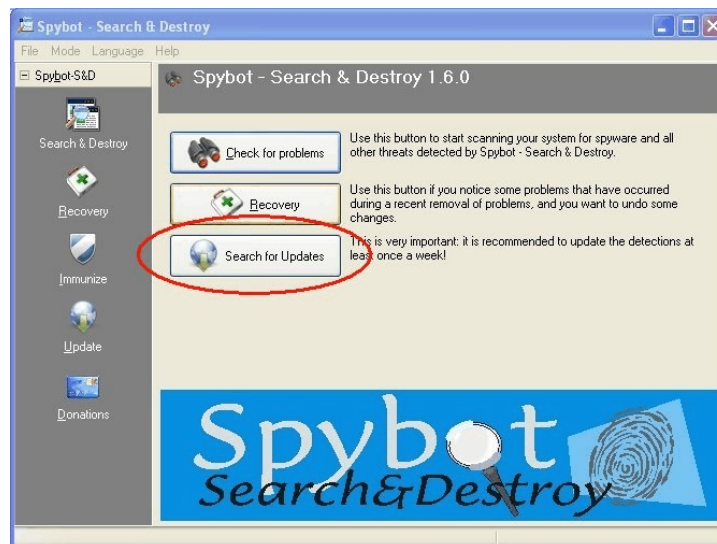 Spybot - Search & Destroy
File Mode Language Help
Spybot-S&D
Search & Destroy
Recovery
Immunize
Update
Donations
Spybot - Search & Destroy 1.6.0
Check for problems
Use this button to start scanning your system for spyware and all
other threats detected by Spybot - Search & Destroy.
Recovery
Use this button if you notice some problems that have occurred
during a recent removal of problems, and you want to undo some
changes.
Search for Updates
This is very important: it is recommended to update the detections at
least once a week!
Spybot
Search&Destroy